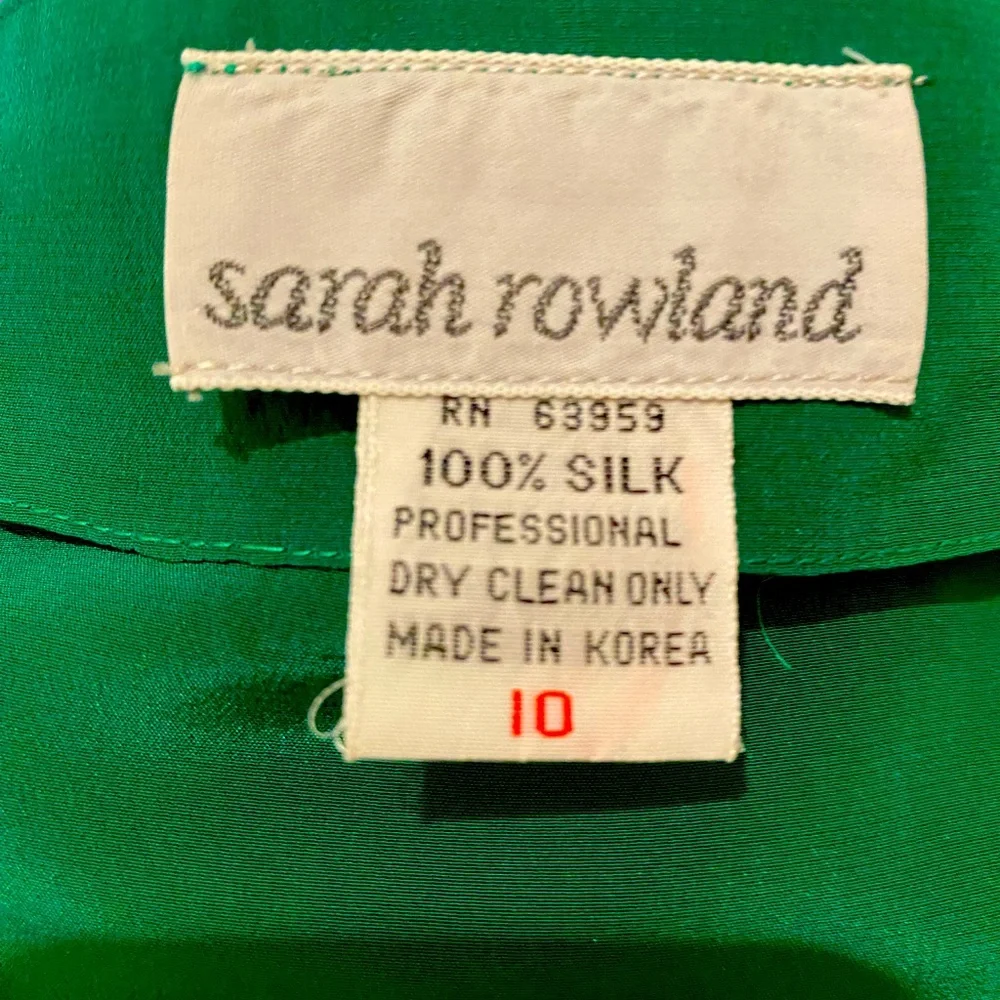 sarah rowland
RN 63959
100% SILK
PROFESSIONAL
DRY CLEAN ONLY
MADE IN KOREA
10